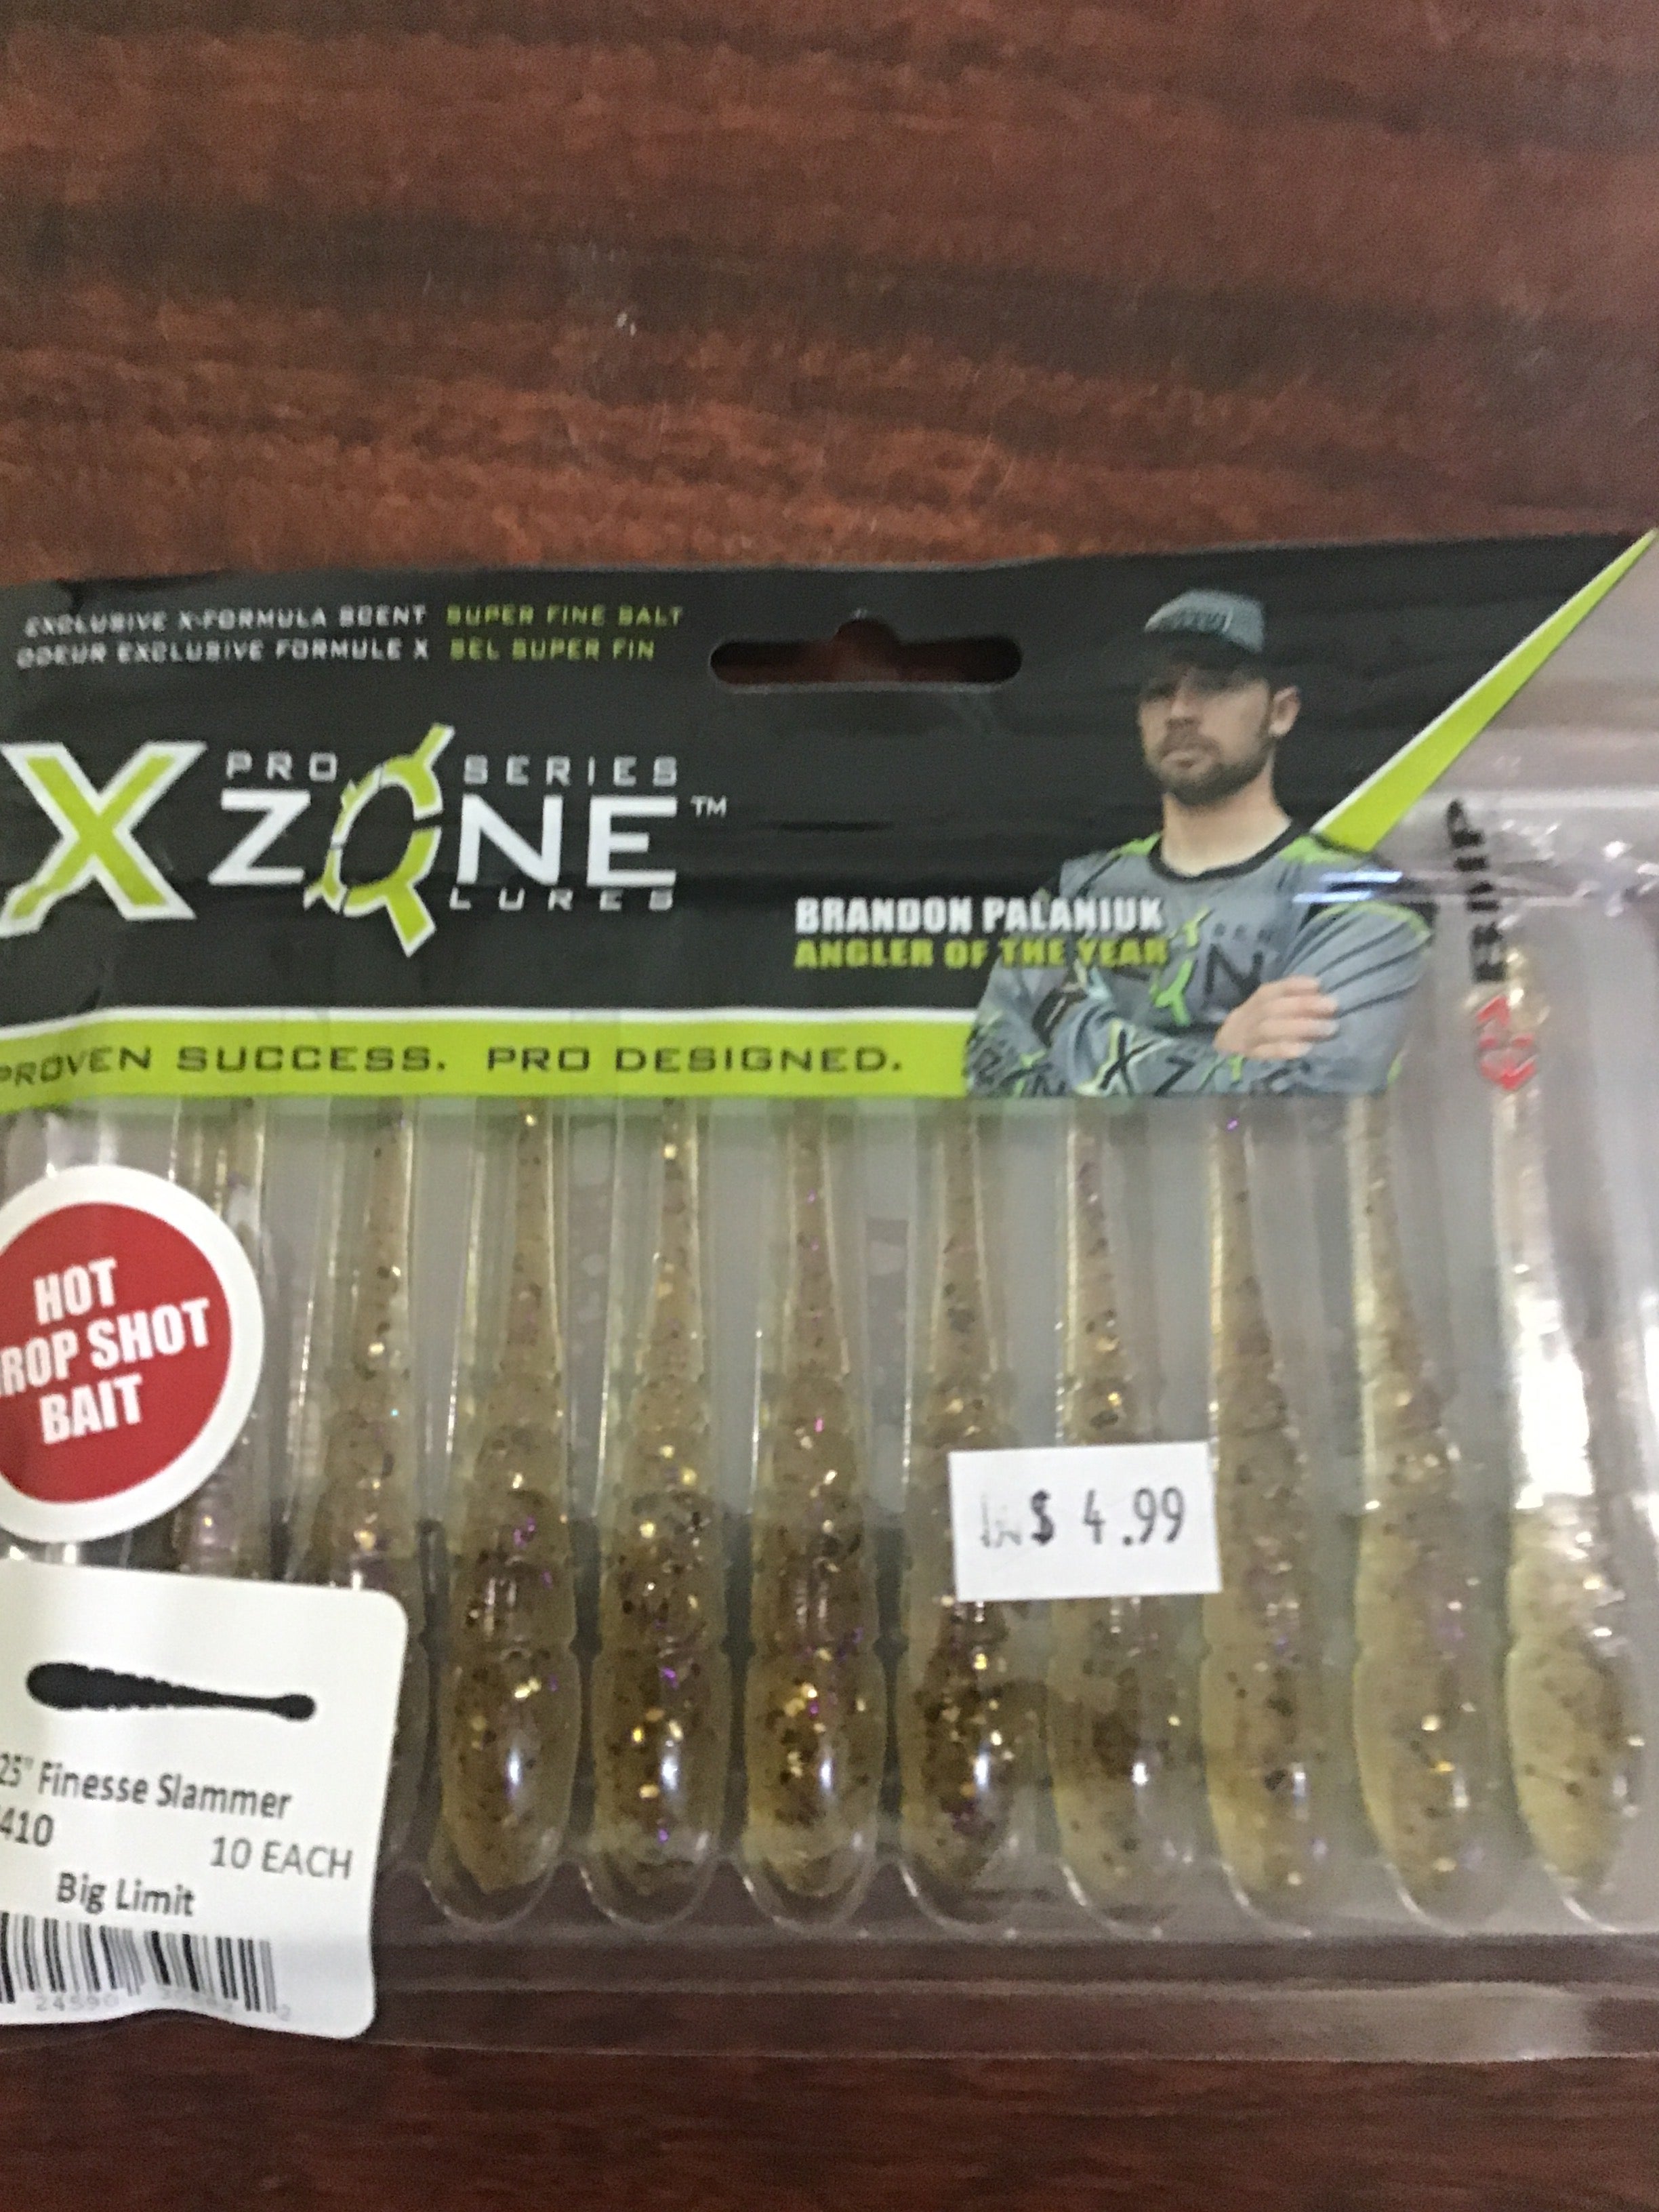 EXCLUSIVE X-FORMULA SCENT SUPER FINE SALT
ODEUR EXCLUSIVE FORMULE X SEL SUPER FIN
X ZONE™
PRO SERIES
LURES
BRANDON PALANIUK
ANGLER OF THE YEAR
PROVEN SUCCESS. PRO DESIGNED.
HOT
ROP SHOT
BAIT
$ 4.99
25" Finesse Slammer
410
10 EACH
Big Limit